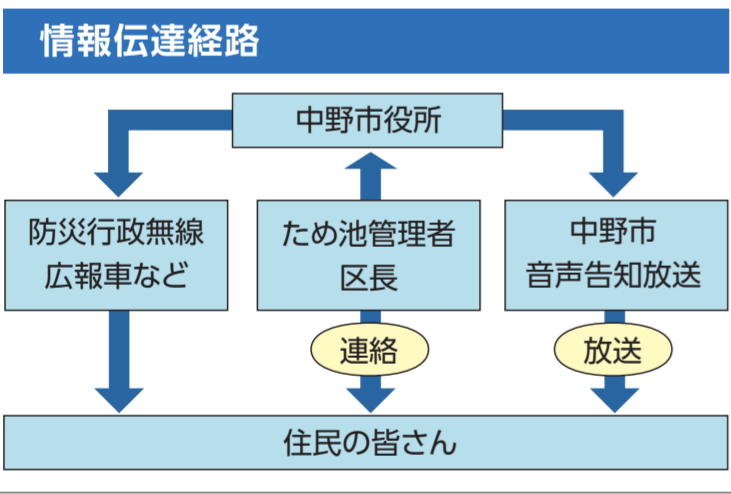 情報伝達経路
中野市役所
防災行政無線
広報車など
ため池管理者
区長
中野市
音声告知放送
連絡
放送
住民の皆さん